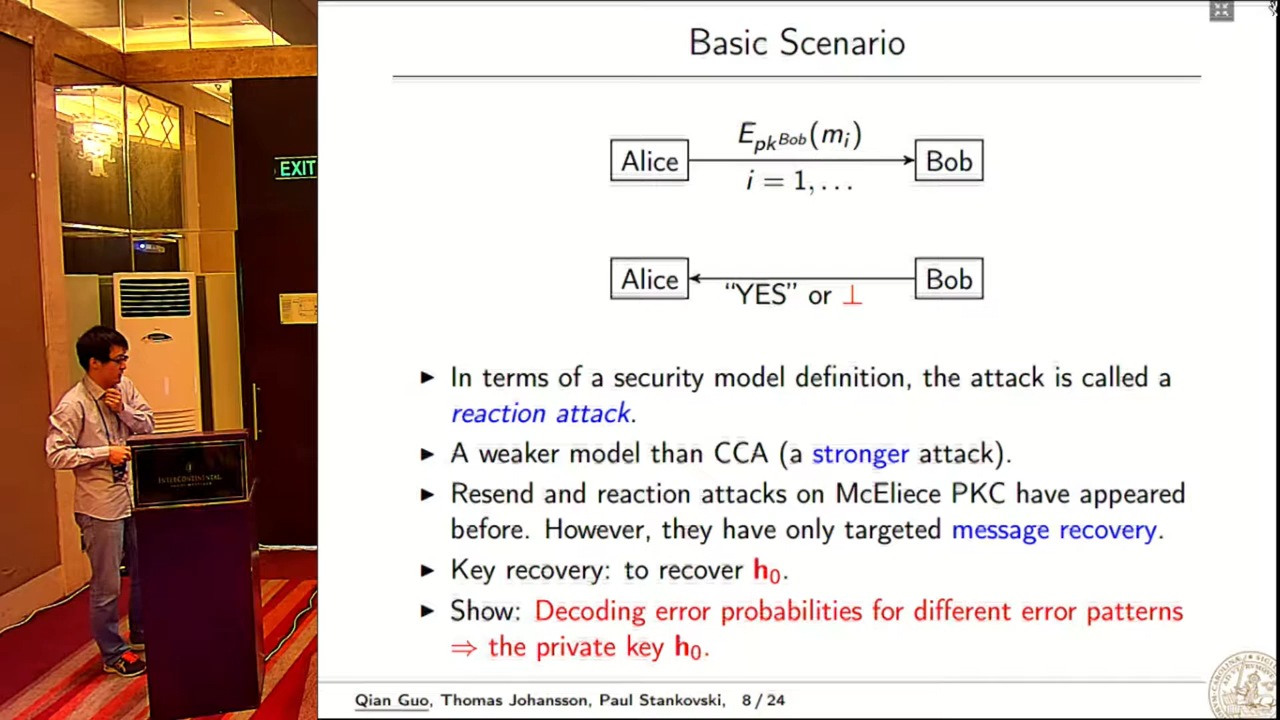 Basic Scenario
Alice
E_{pk^{Bob}}(m_i)
i = 1, . . .
Bob
Alice
“YES” or ⊥
Bob
EXIT
INTERCONTINENTAL
▶ In terms of a security model definition, the attack is called a
reaction attack.
▶ A weaker model than CCA (a stronger attack).
▶ Resend and reaction attacks on McEliece PKC have appeared
before. However, they have only targeted message recovery.
▶ Key recovery: to recover h₀.
▶ Show: Decoding error probabilities for different error patterns
⇒ the private key h₀.
Qian Guo, Thomas Johansson, Paul Stankovski, 8 / 24